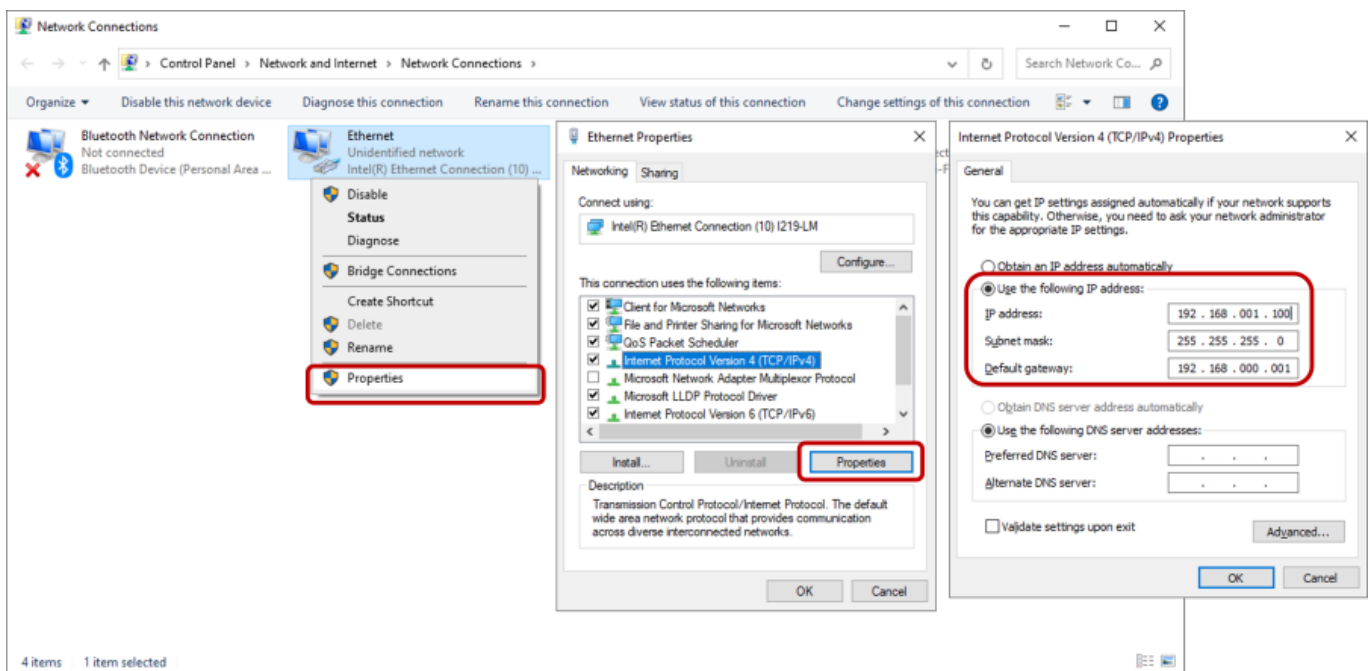 Network Connections
Control Panel > Network and Internet > Network Connections >
Search Network Co...
Organize
Disable this network device
Diagnose this connection
Rename this connection
View status of this connection
Change settings of this connection
Bluetooth Network Connection
Not connected
Bluetooth Device (Personal Area ...
Ethernet
Unidentified network
Intel(R) Ethernet Connection (10) ...
Disable
Status
Diagnose
Bridge Connections
Create Shortcut
Delete
Rename
Properties
Ethernet Properties
Networking
Sharing
Connect using:
Intel(R) Ethernet Connection (10) I219-LM
Configure...
This connection uses the following items:
Client for Microsoft Networks
File and Printer Sharing for Microsoft Networks
QoS Packet Scheduler
Internet Protocol Version 4 (TCP/IPv4)
Microsoft Network Adapter Multiplexor Protocol
Microsoft LLDP Protocol Driver
Internet Protocol Version 6 (TCP/IPv6)
Install...
Uninstall
Properties
Description
Transmission Control Protocol/Internet Protocol. The default
wide area network protocol that provides communication
across diverse interconnected networks.
OK
Cancel
Internet Protocol Version 4 (TCP/IPv4) Properties
General
You can get IP settings assigned automatically if your network supports
this capability. Otherwise, you need to ask your network administrator
for the appropriate IP settings.
Obtain an IP address automatically
Use the following IP address:
IP address: 192 . 168 . 001 . 100
Subnet mask: 255 . 255 . 255 . 0
Default gateway: 192 . 168 . 000 . 001
Obtain DNS server address automatically
Use the following DNS server addresses:
Preferred DNS server: . . .
Alternate DNS server: . . .
Validate settings upon exit
Advanced...
OK
Cancel
4 items
1 item selected